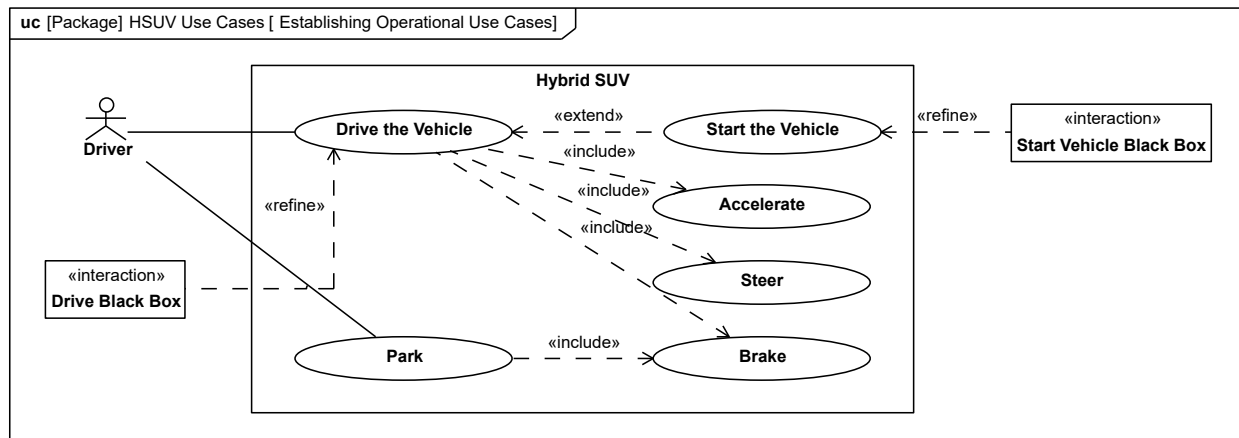 uc [Package] HSUV Use Cases [ Establishing Operational Use Cases]
Hybrid SUV
Driver
Drive the Vehicle
«extend»
Start the Vehicle
«refine»
«interaction»
Start Vehicle Black Box
«include»
Accelerate
«include»
«refine»
«include»
«interaction»
Drive Black Box
Steer
Park
«include»
Brake